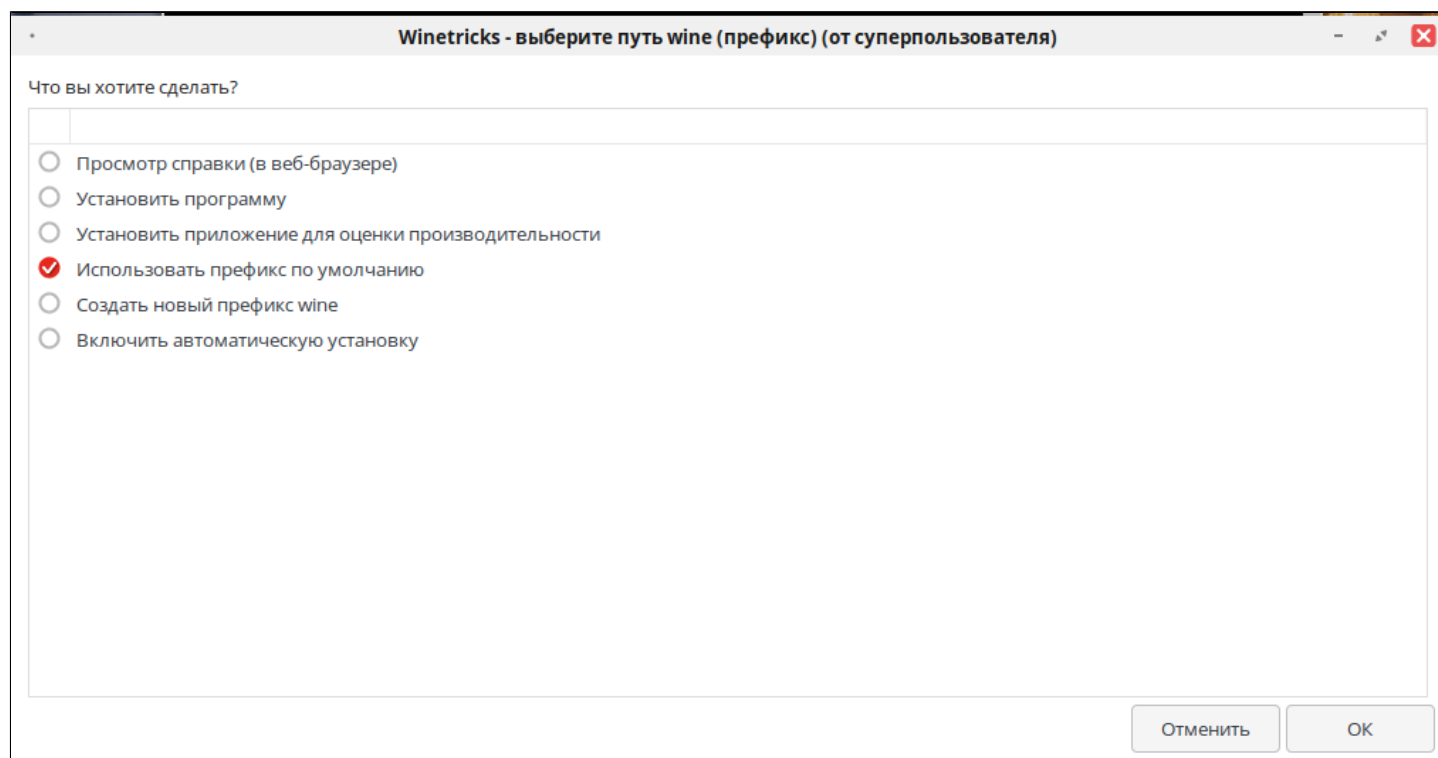 Winetricks - выберите путь wine (префикс) (от суперпользователя)
Что вы хотите сделать?
Просмотр справки (в веб-браузере)
Установить программу
Установить приложение для оценки производительности
Использовать префикс по умолчанию
Создать новый префикс wine
Включить автоматическую установку
Отменить
ОК